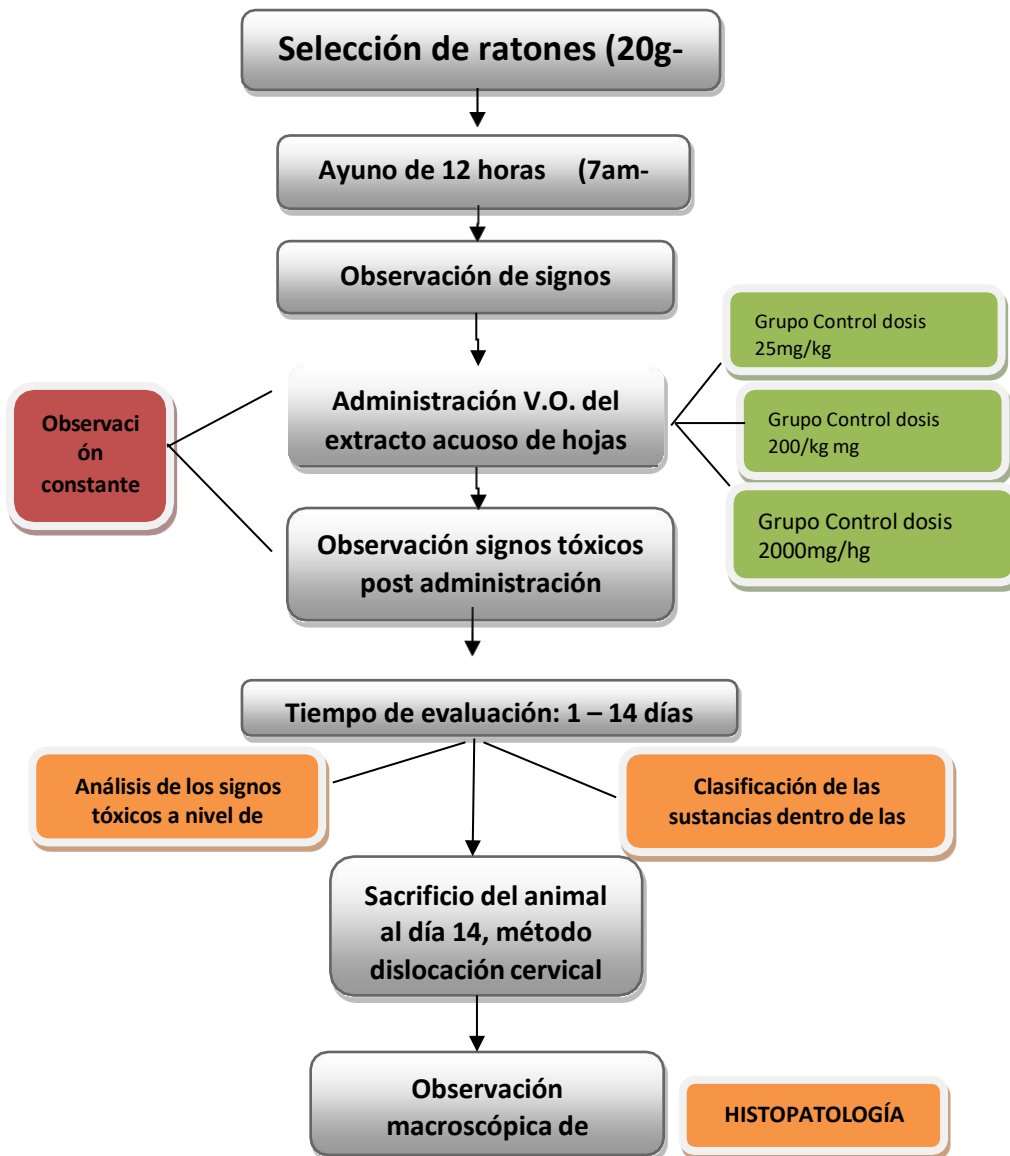 Selección de ratones (20g-
Ayuno de 12 horas (7am-
Observación de signos
Grupo Control dosis
25mg/kg
Administración V.O. del
extracto acuoso de hojas
Observaci
ón
constante
Grupo Control dosis
200/kg mg
Grupo Control dosis
2000mg/hg
Observación signos tóxicos
post administración
Tiempo de evaluación: 1 – 14 días
Análisis de los signos
tóxicos a nivel de
Clasificación de las
sustancias dentro de las
Sacrificio del animal
al día 14, método
dislocación cervical
Observación
macroscópica de
HISTOPATOLOGÍA